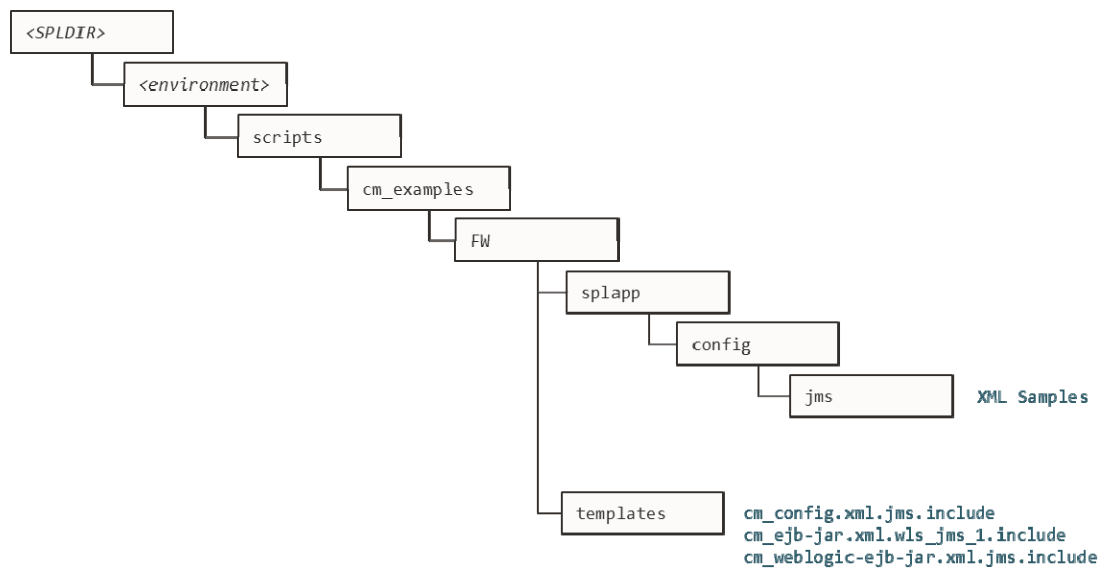 <SPLDIR>
<environment>
scripts
cm_examples
FW
splapp
config
jms
XML Samples
templates
cm_config.xml.jms.include
cm_ejb-jar.xml.wls_jms_1.include
cm_weblogic-ejb-jar.xml.jms.include